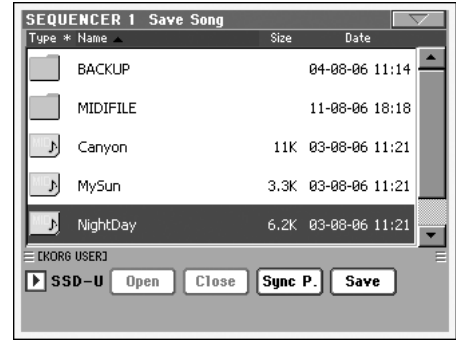 SEQUENCER 1 Save Song
Type * Name Size Date
BACKUP 04-08-06 11:14
MIDIFILE 11-08-06 18:18
Canyon 11K 03-08-06 11:21
MySun 3.3K 03-08-06 11:21
NightDay 6.2K 03-08-06 11:21
[KORG USER]
SSD-U Open Close Sync P. Save